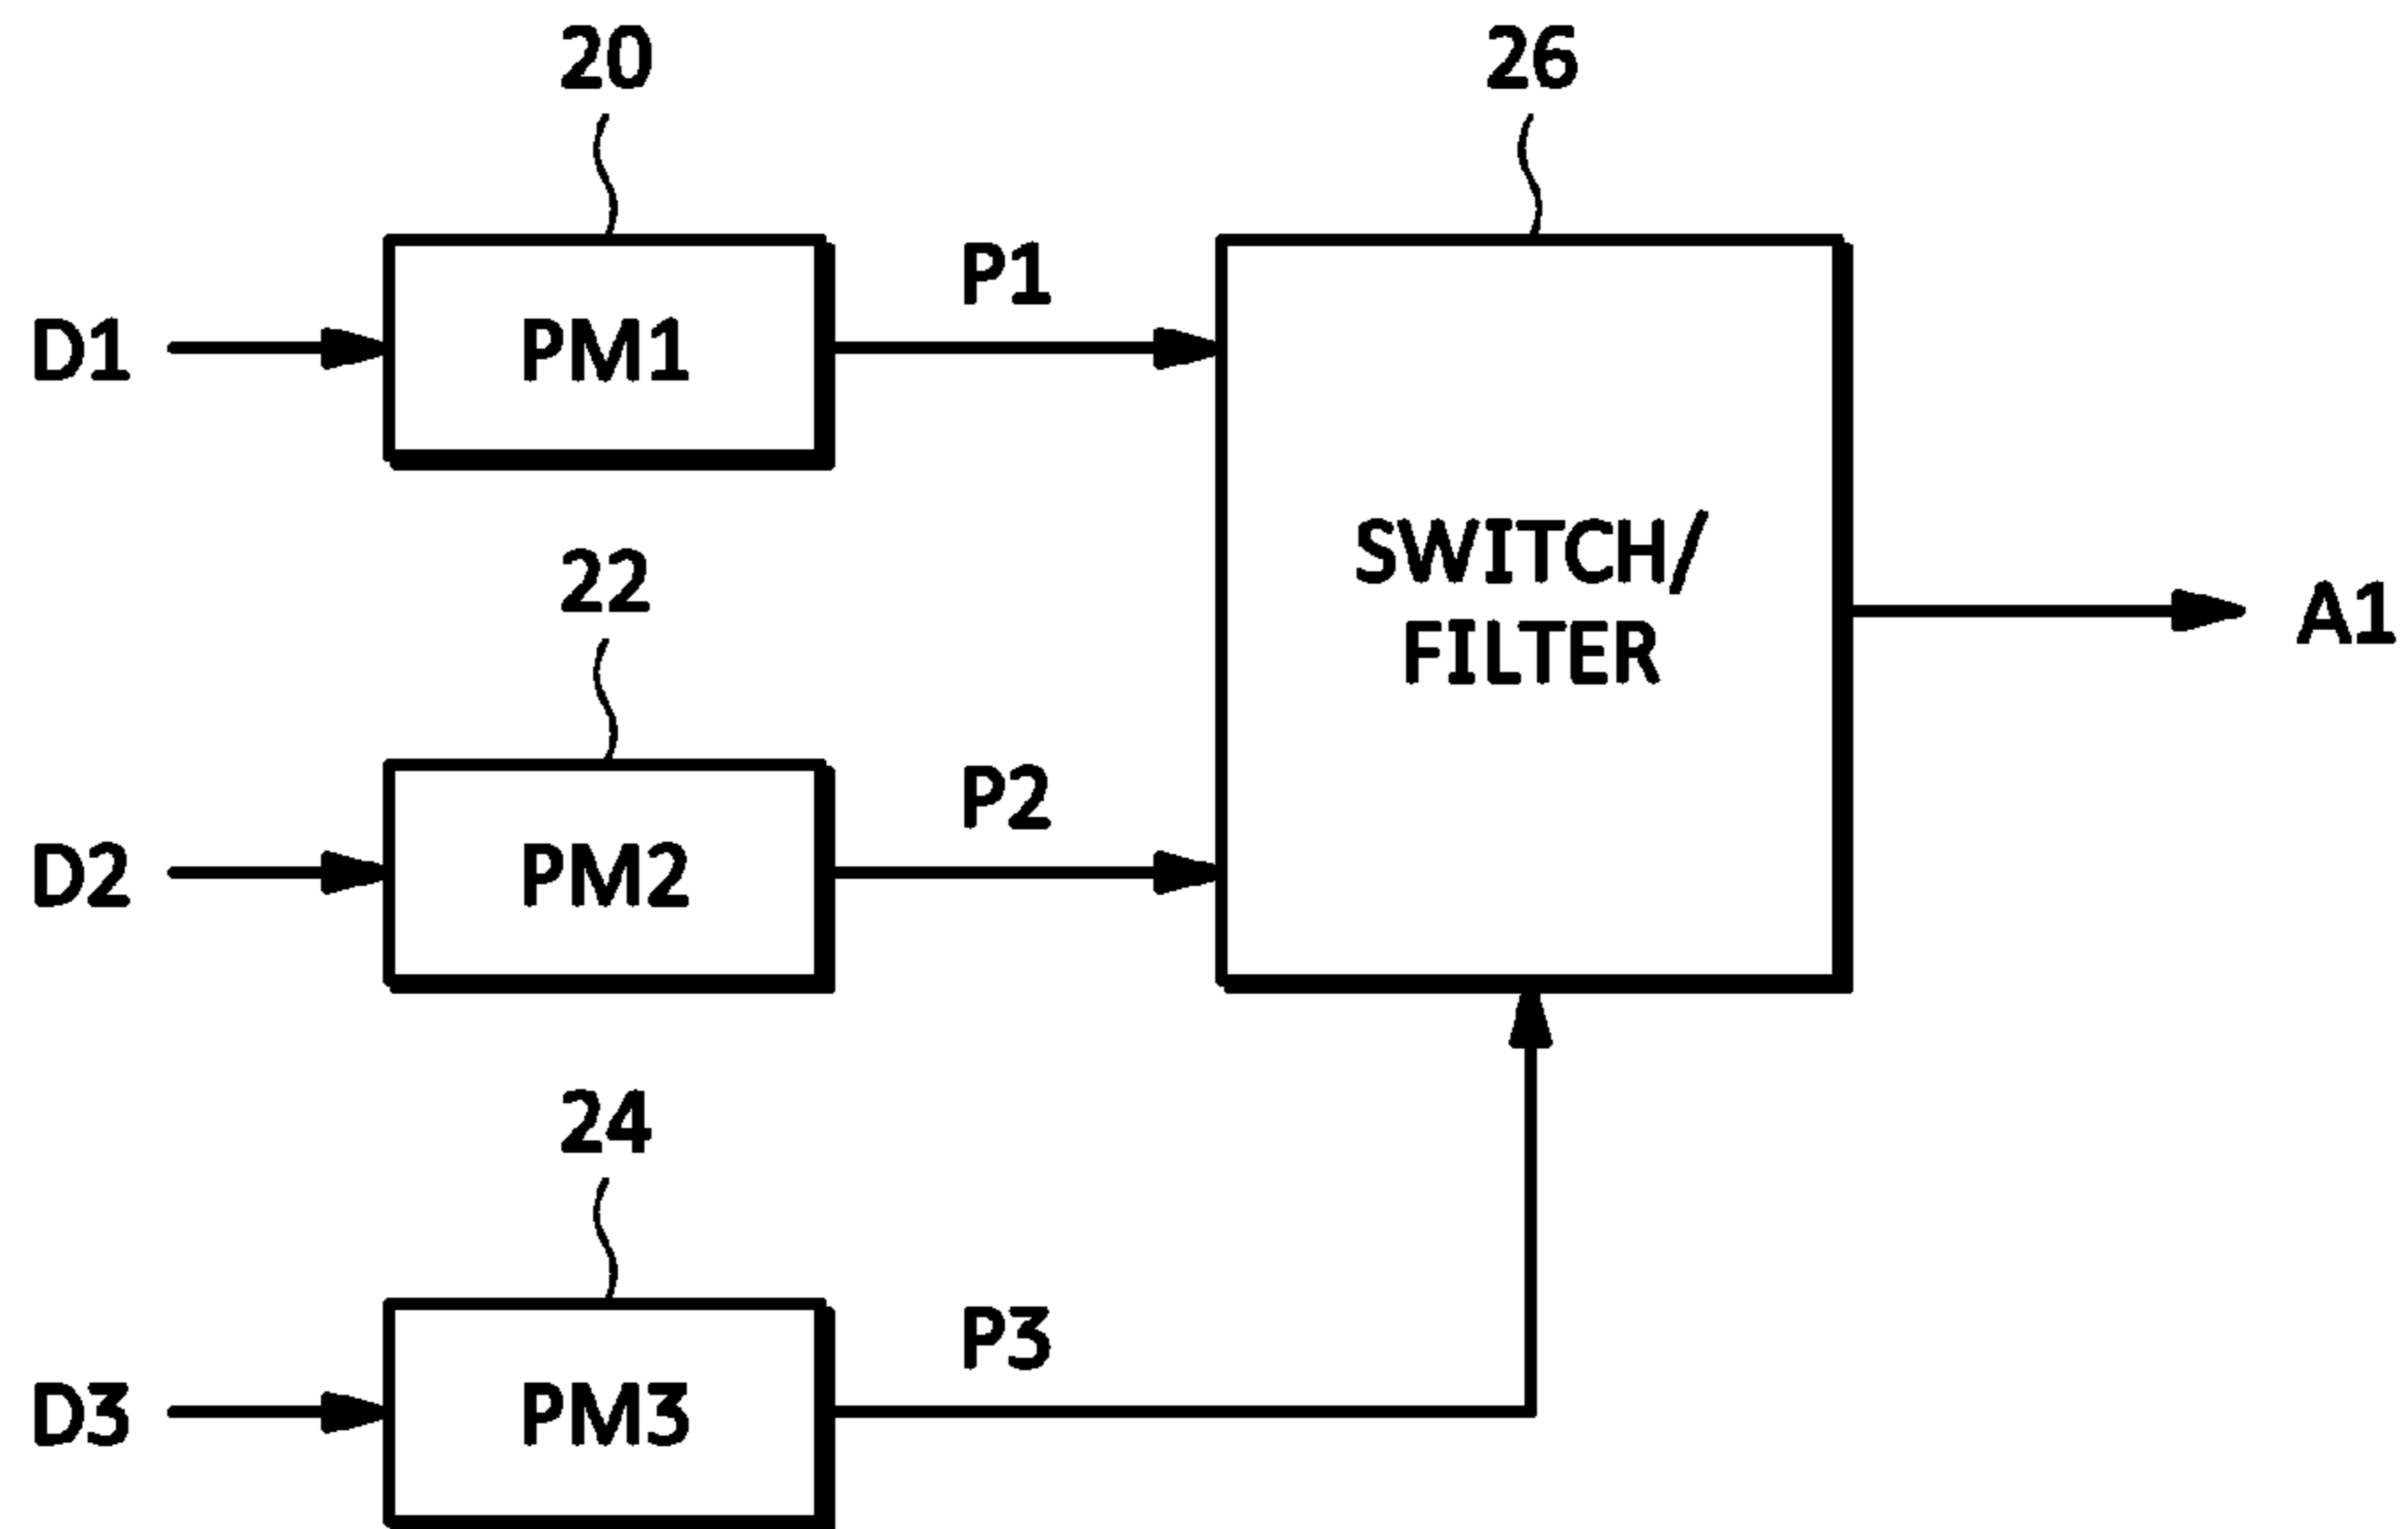 20
26
P1
D1
PM1
SWITCH/
FILTER
22
A1
P2
D2
PM2
24
P3
D3
PM3